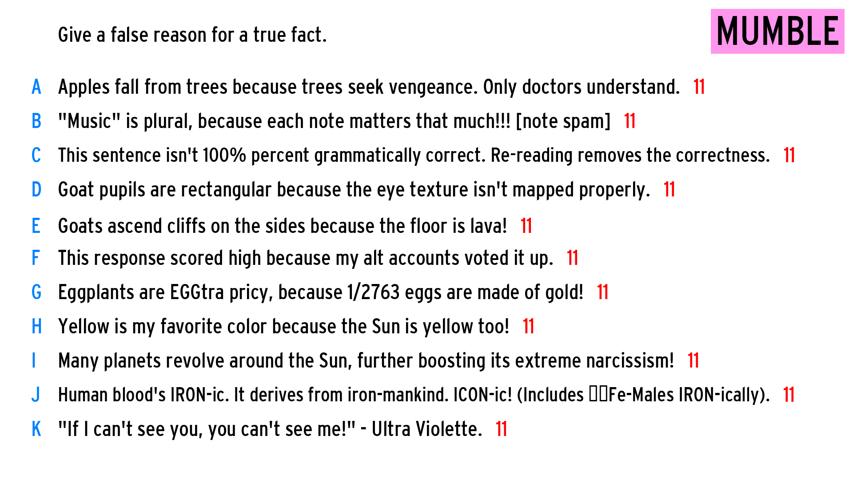 MUMBLE
Give a false reason for a true fact.
A Apples fall from trees because trees seek vengeance. Only doctors understand. 11
B "Music" is plural, because each note matters that much!!! [note spam] 11
C This sentence isn't 100% percent grammatically correct. Re-reading removes the correctness. 11
D Goat pupils are rectangular because the eye texture isn't mapped properly. 11
E Goats ascend cliffs on the sides because the floor is lava! 11
F This response scored high because my alt accounts voted it up. 11
G Eggplants are EGGtra pricy, because 1/2763 eggs are made of gold! 11
H Yellow is my favorite color because the Sun is yellow too! 11
I Many planets revolve around the Sun, further boosting its extreme narcissism! 11
J Human blood's IRON-ic. It derives from iron-mankind. ICON-ic! (Includes ▯▯Fe-Males IRON-ically). 11
K "If I can't see you, you can't see me!" - Ultra Violette. 11